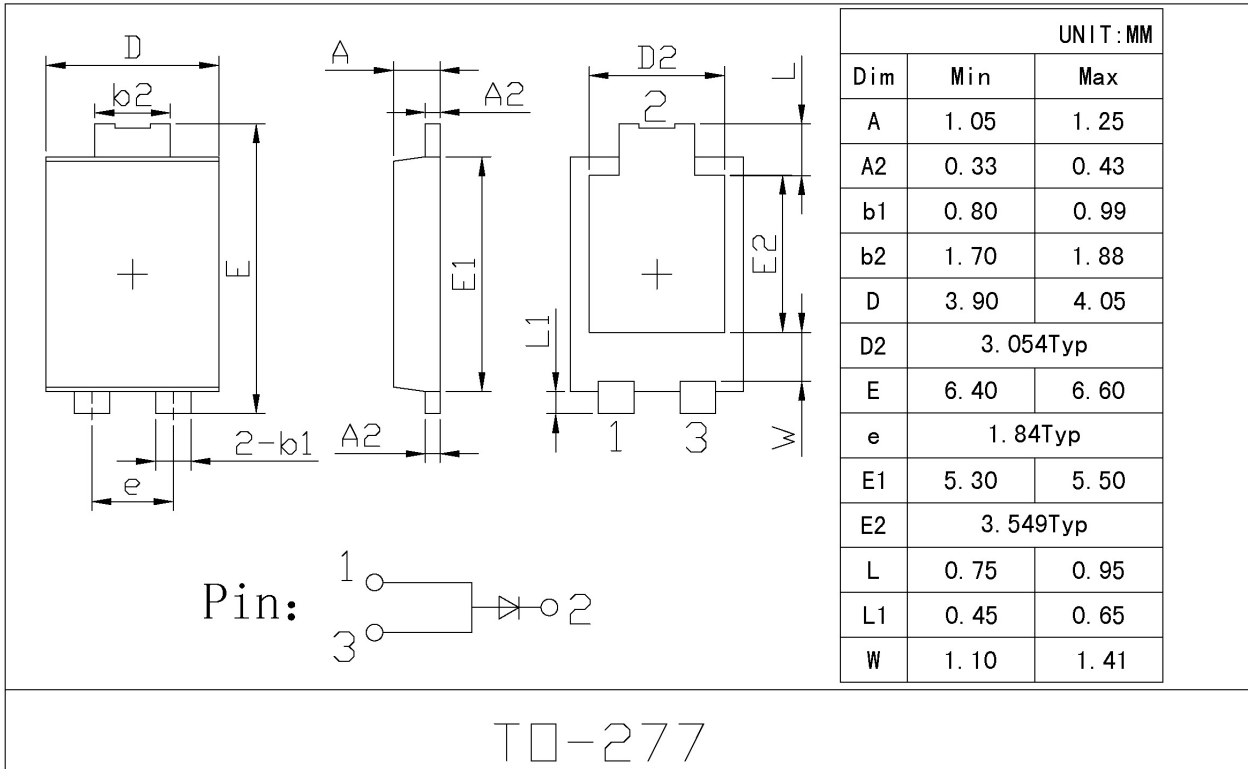 D
b2
E
2-b1
e
A
A2
E1
A2
D2
2
L
E2
L1
W
1
3
Pin:
1
3
2
UNIT:MM
Dim Min Max
A 1.05 1.25
A2 0.33 0.43
b1 0.80 0.99
b2 1.70 1.88
D 3.90 4.05
D2 3.054Typ
E 6.40 6.60
e 1.84Typ
E1 5.30 5.50
E2 3.549Typ
L 0.75 0.95
L1 0.45 0.65
W 1.10 1.41
TO-277